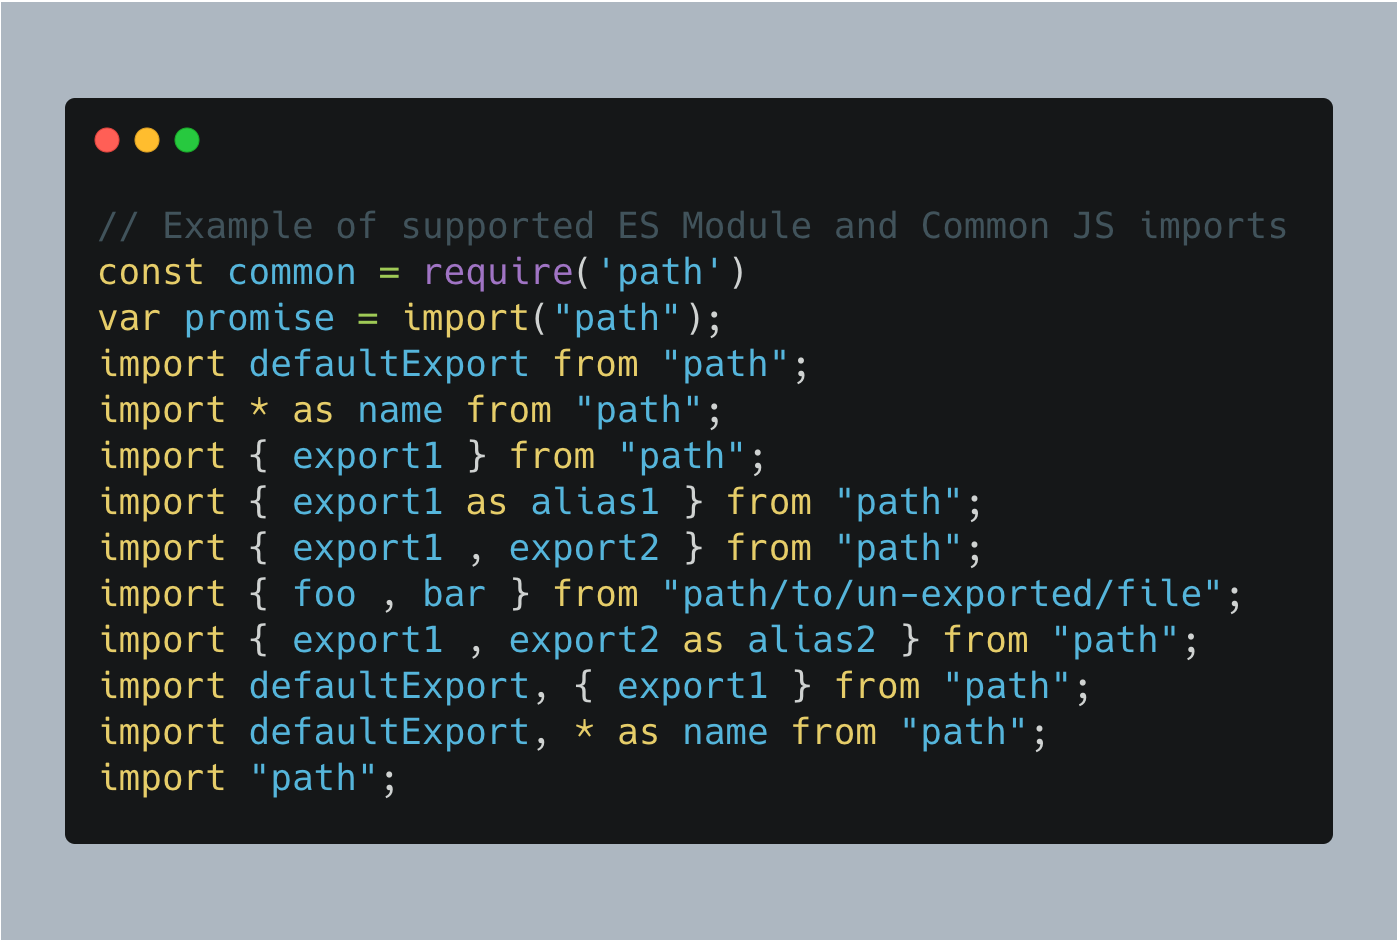 // Example of supported ES Module and Common JS imports
const common = require('path')
var promise = import("path");
import defaultExport from "path";
import * as name from "path";
import { export1 } from "path";
import { export1 as alias1 } from "path";
import { export1 , export2 } from "path";
import { foo , bar } from "path/to/un-exported/file";
import { export1 , export2 as alias2 } from "path";
import defaultExport, { export1 } from "path";
import defaultExport, * as name from "path";
import "path";